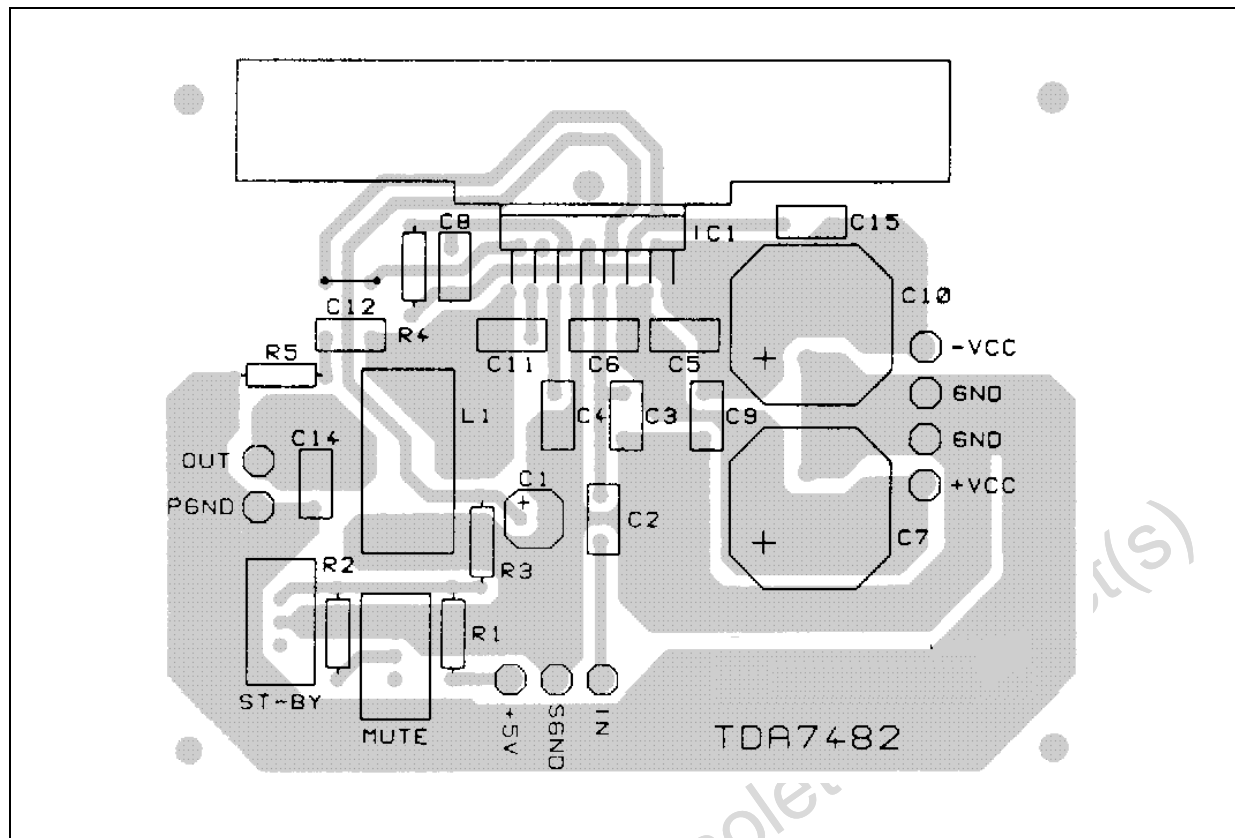 C8
IC1
C15
C10
C12
R4
C11
C6
C5
-VCC
R5
GND
L1
C4
C3
C9
C14
GND
OUT
C1
+VCC
PGND
C2
C7
R2
R3
R1
ST-BY
MUTE
+5V
SGND
IN
TDA7482